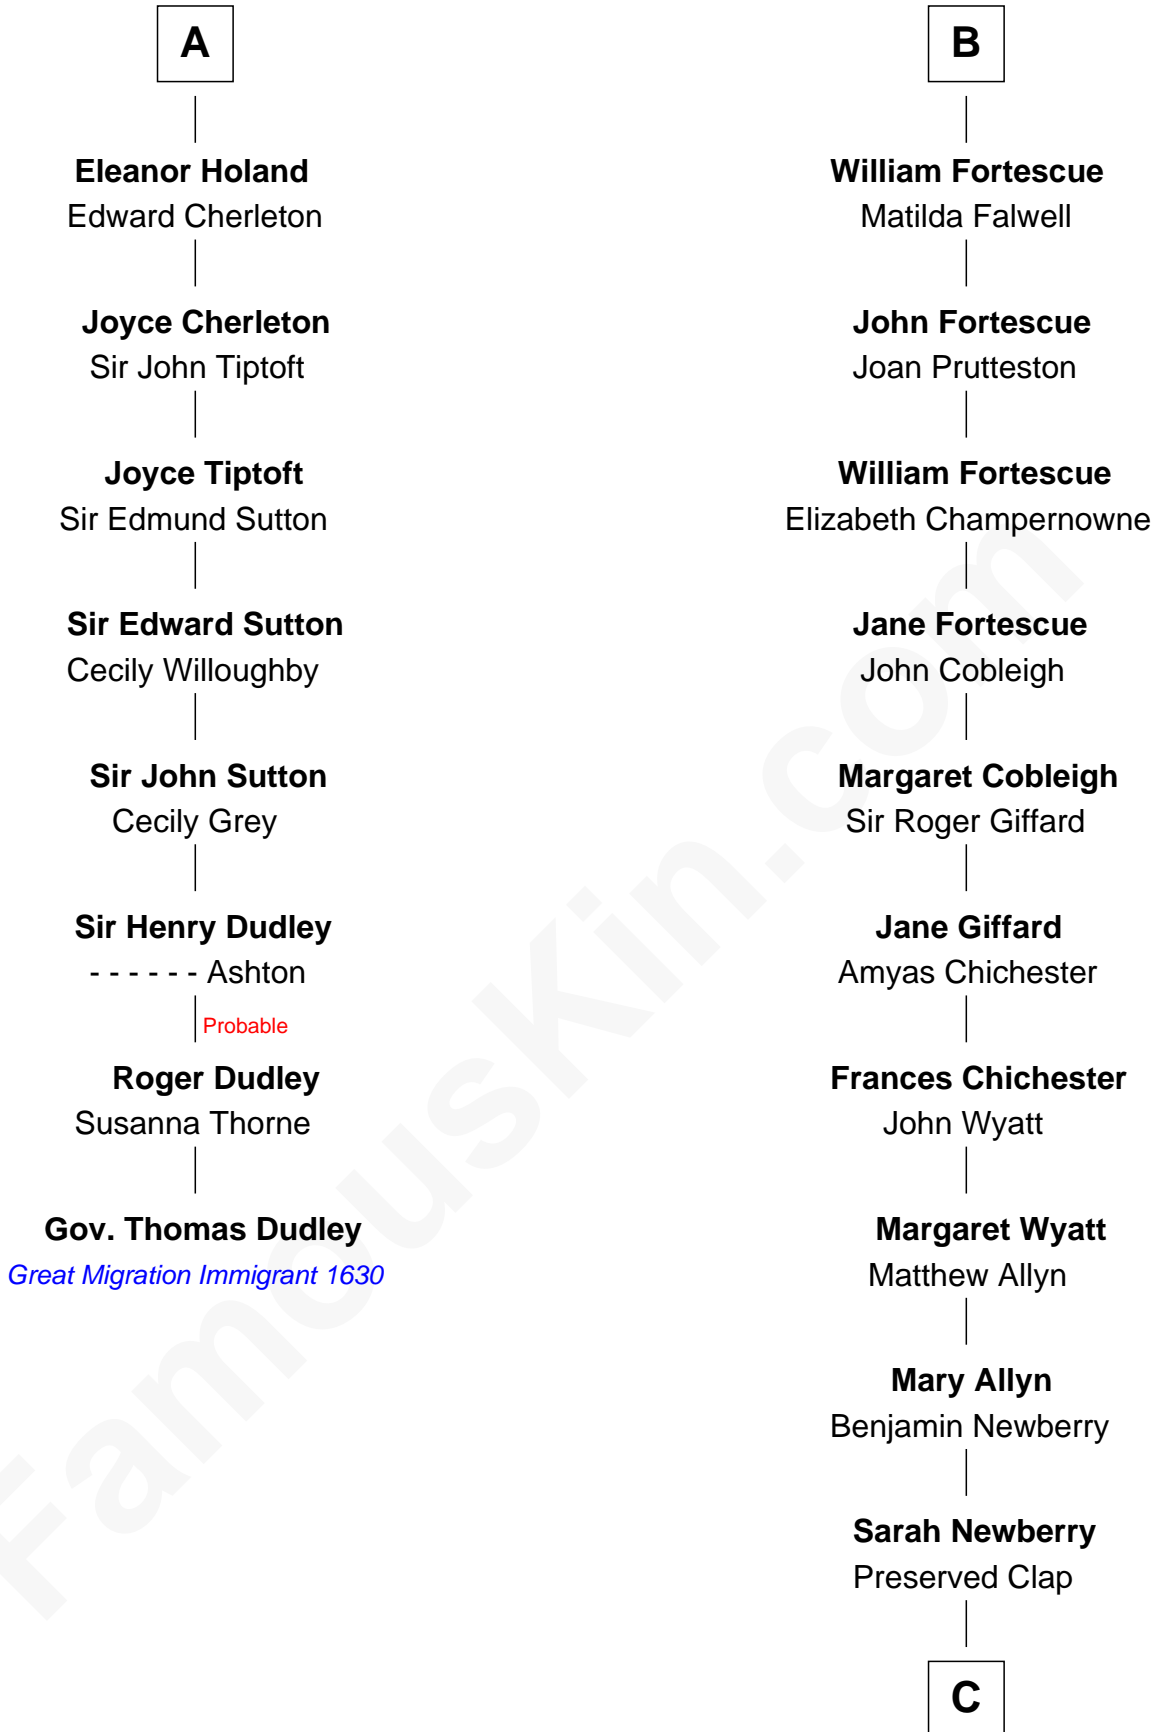 A
Eleanor Holand
Edward Cherleton
Joyce Cherleton
Sir John Tiptoft
Joyce Tiptoft
Sir Edmund Sutton
Sir Edward Sutton
Cecily Willoughby
Sir John Sutton
Cecily Grey
Sir Henry Dudley
- - - - - - Ashton
Probable
Roger Dudley
Susanna Thorne
Gov. Thomas Dudley
Great Migration Immigrant 1630
B
William Fortescue
Matilda Falwell
John Fortescue
Joan Prutteston
William Fortescue
Elizabeth Champernowne
Jane Fortescue
John Cobleigh
Margaret Cobleigh
Sir Roger Giffard
Jane Giffard
Amyas Chichester
Frances Chichester
John Wyatt
Margaret Wyatt
Matthew Allyn
Mary Allyn
Benjamin Newberry
Sarah Newberry
Preserved Clap
C
FamousKin.com